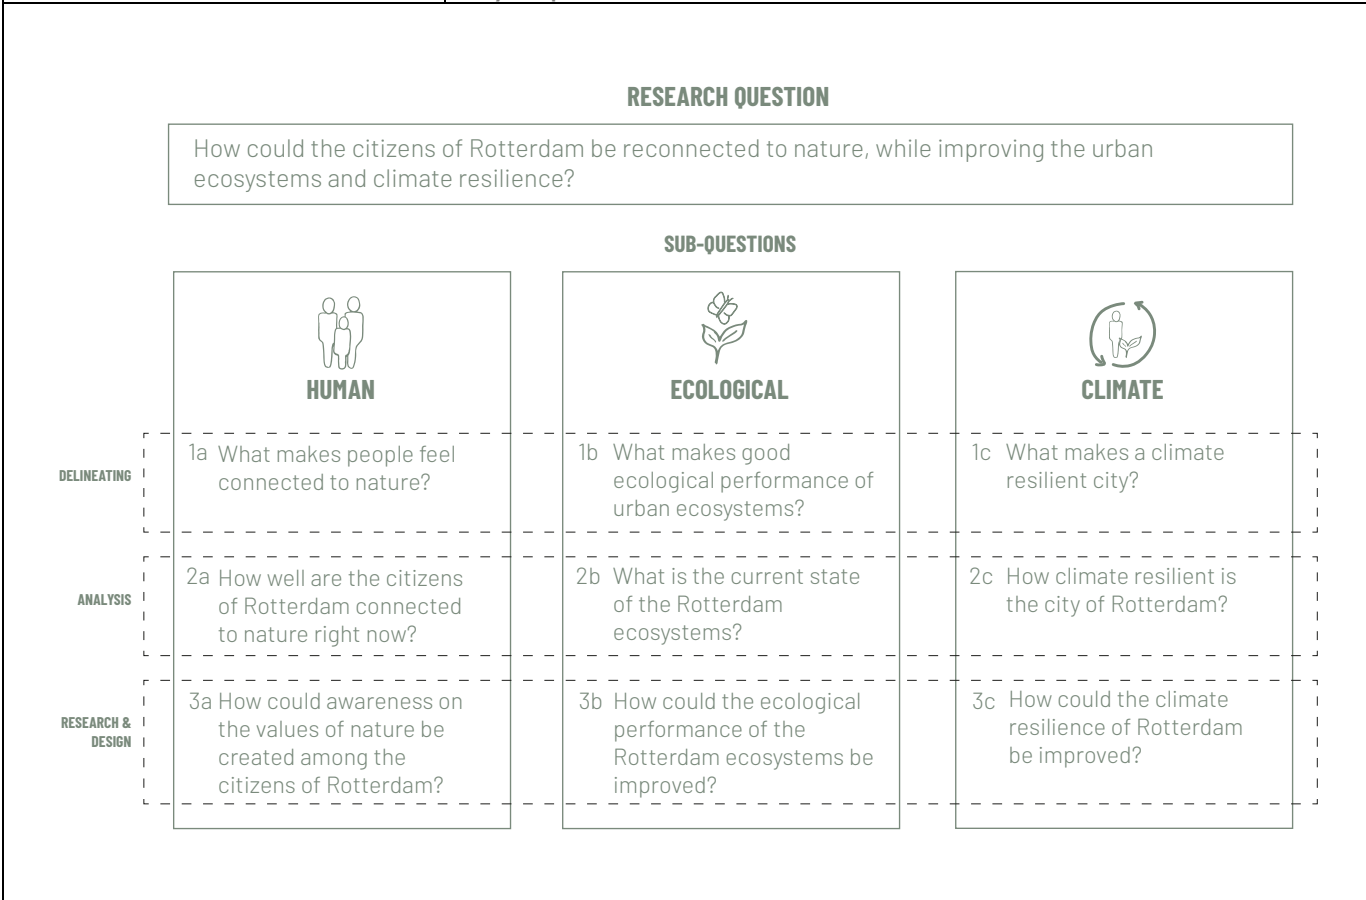 RESEARCH QUESTION
How could the citizens of Rotterdam be reconnected to nature, while improving the urban
ecosystems and climate resilience?
SUB-QUESTIONS
HUMAN
ECOLOGICAL
CLIMATE
DELINEATING
1a What makes people feel
connected to nature?
1b What makes good
ecological performance of
urban ecosystems?
1c What makes a climate
resilient city?
ANALYSIS
2a How well are the citizens
of Rotterdam connected
to nature right now?
2b What is the current state
of the Rotterdam
ecosystems?
2c How climate resilient is
the city of Rotterdam?
RESEARCH &
DESIGN
3a How could awareness on
the values of nature be
created among the
citizens of Rotterdam?
3b How could the ecological
performance of the
Rotterdam ecosystems be
improved?
3c How could the climate
resilience of Rotterdam
be improved?